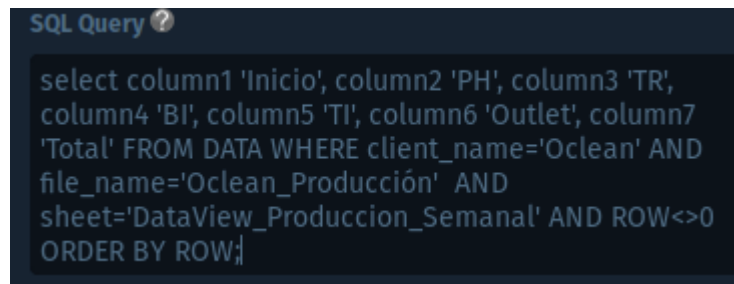 SQL Query ?
select column1 'Inicio', column2 'PH', column3 'TR',
column4 'BI', column5 'TI', column6 'Outlet', column7
'Total' FROM DATA WHERE client_name='Oclean' AND
file_name='Oclean_Producción'  AND
sheet='DataView_Produccion_Semanal' AND ROW<>0
ORDER BY ROW;